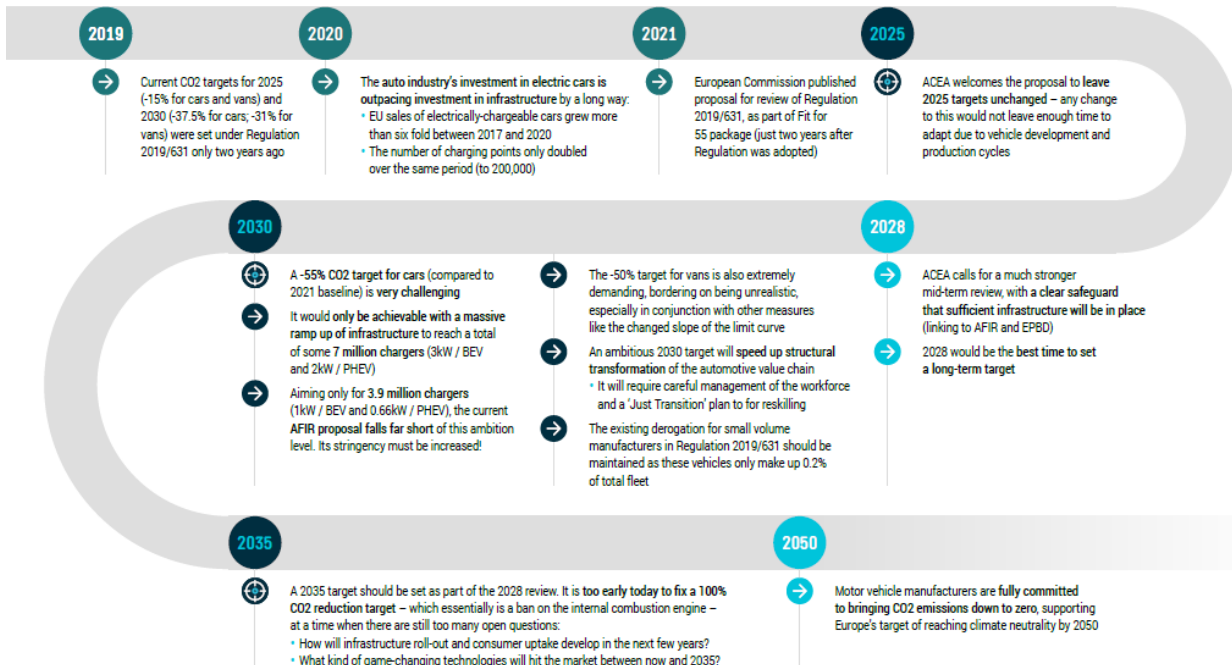 2019
Current CO2 targets for 2025
(-15% for cars and vans) and
2030 (-37.5% for cars; -31% for
vans) were set under Regulation
2019/631 only two years ago
2020
The auto industry's investment in electric cars is
outpacing investment in infrastructure by a long way:
• EU sales of electrically-chargeable cars grew more
than six fold between 2017 and 2020
• The number of charging points only doubled
over the same period (to 200,000)
2021
European Commission published
proposal for review of Regulation
2019/631, as part of Fit for
55 package (just two years after
Regulation was adopted)
2025
ACEA welcomes the proposal to leave
2025 targets unchanged – any change
to this would not leave enough time to
adapt due to vehicle development and
production cycles
2028
ACEA calls for a much stronger
mid-term review, with a clear safeguard
that sufficient infrastructure will be in place
(linking to AFIR and EPBD)
2028 would be the best time to set
a long-term target
2030
A -55% CO2 target for cars (compared to
2021 baseline) is very challenging
It would only be achievable with a massive
ramp up of infrastructure to reach a total
of some 7 million chargers (3kW / BEV
and 2kW / PHEV)
Aiming only for 3.9 million chargers
(1kW / BEV and 0.66kW / PHEV), the current
AFIR proposal falls far short of this ambition
level. Its stringency must be increased!
The -50% target for vans is also extremely
demanding, bordering on being unrealistic,
especially in conjunction with other measures
like the changed slope of the limit curve
An ambitious 2030 target will speed up structural
transformation of the automotive value chain
• It will require careful management of the workforce
and a 'Just Transition' plan to for reskilling
The existing derogation for small volume
manufacturers in Regulation 2019/631 should be
maintained as these vehicles only make up 0.2%
of total fleet
2035
A 2035 target should be set as part of the 2028 review. It is too early today to fix a 100%
CO2 reduction target – which essentially is a ban on the internal combustion engine –
at a time when there are still too many open questions:
• How will infrastructure roll-out and consumer uptake develop in the next few years?
• What kind of game-changing technologies will hit the market between now and 2035?
2050
Motor vehicle manufacturers are fully committed
to bringing CO2 emissions down to zero, supporting
Europe's target of reaching climate neutrality by 2050